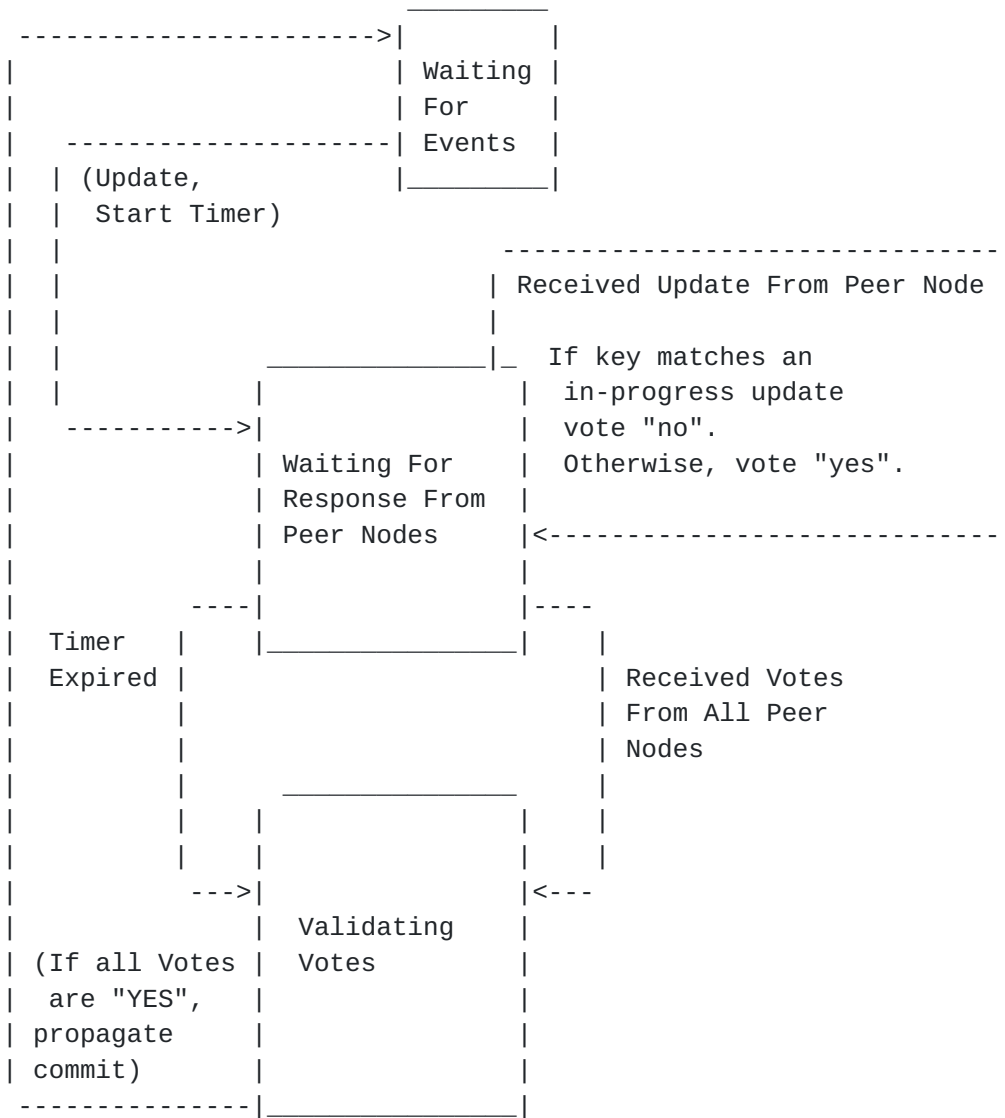 Waiting
For
Events
(Update,
Start Timer)
Received Update From Peer Node
If key matches an
in-progress update
vote "no".
Otherwise, vote "yes".
Waiting For
Response From
Peer Nodes
Timer
Expired
Received Votes
From All Peer
Nodes
Validating
Votes
(If all Votes
are "YES",
propagate
commit)